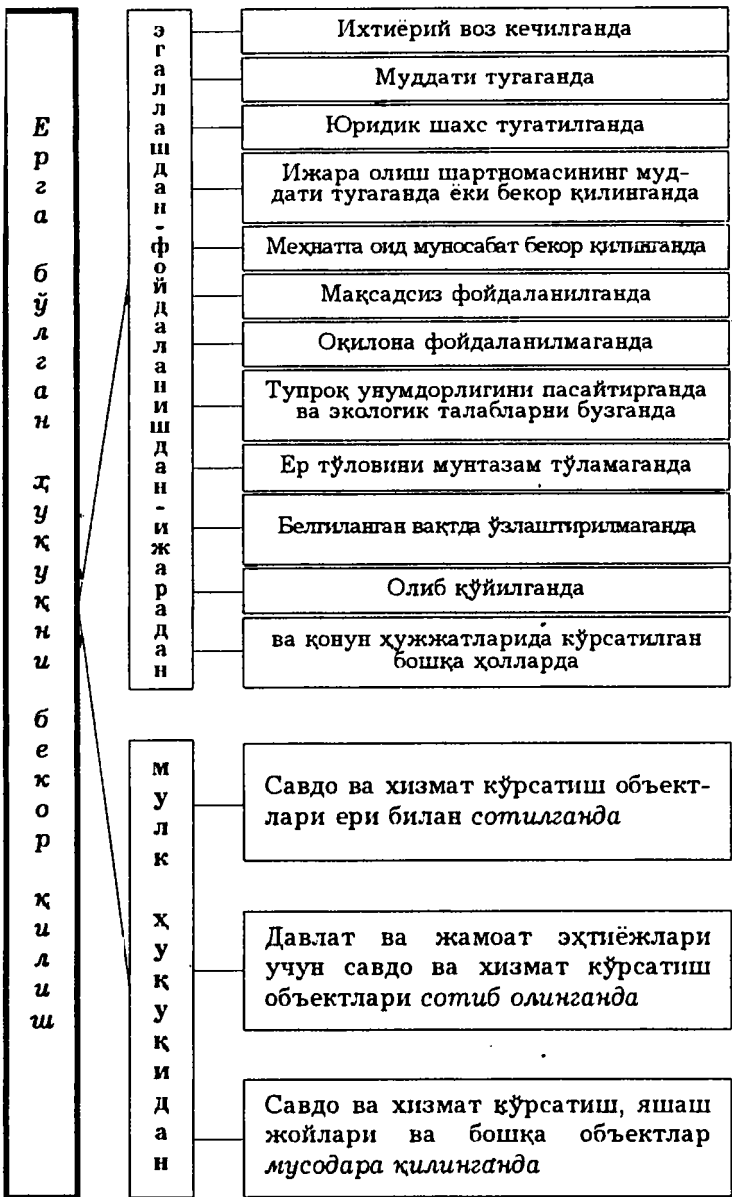 Ерга бўлган ҳуқуқни бекор қилиш
эгаллашдан-фойдаланишдан-ижарадан
Ихтиёрий воз кечилганда
Муддати тугаганда
Юридик шахс тугатилганда
Ижара олиш шартномасининг муд-
дати тугаганда ёки бекор қилинганда
Меҳнатга оид муносабат бекор қилинганда
Мақсадсиз фойдаланилганда
Оқилона фойдаланилмаганда
Тупроқ унумдорлигини пасайтирганда
ва экологик талабларни бузганда
Ер тўловини мунтазам тўламаганда
Белгиланган вақтда ўзлаштирилмаганда
Олиб қўйилганда
ва қонун ҳужжатларида кўрсатилган
бошқа ҳолларда
мулк ҳуқуқидан
Савдо ва хизмат кўрсатиш объект-
лари ери билан сотилганда
Давлат ва жамоат эҳтиёжлари
учун савдо ва хизмат кўрсатиш
объектлари сотиб олинганда
Савдо ва хизмат кўрсатиш, яшаш
жойлари ва бошқа объектлар
мусодара қилинганда